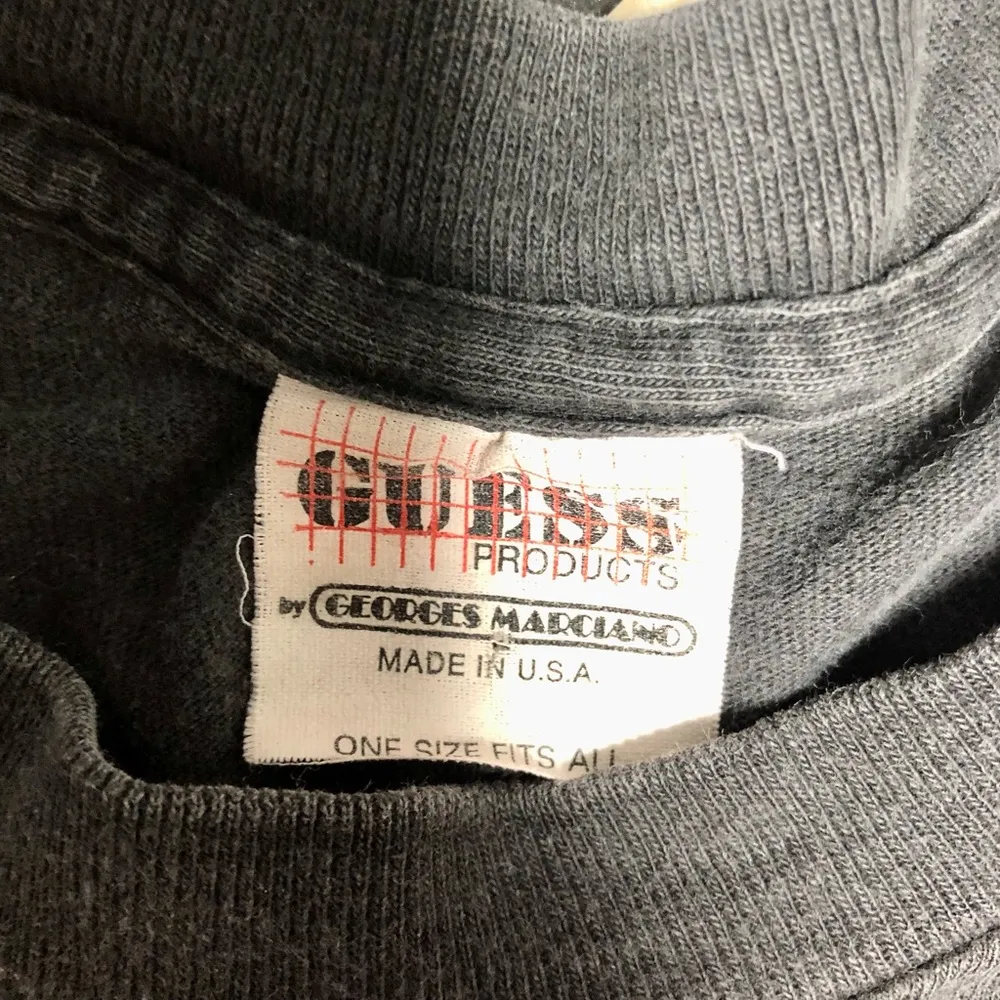 GUESS
PRODUCTS
by GEORGES MARCIANO
MADE IN U.S.A.
ONE SIZE FITS ALL